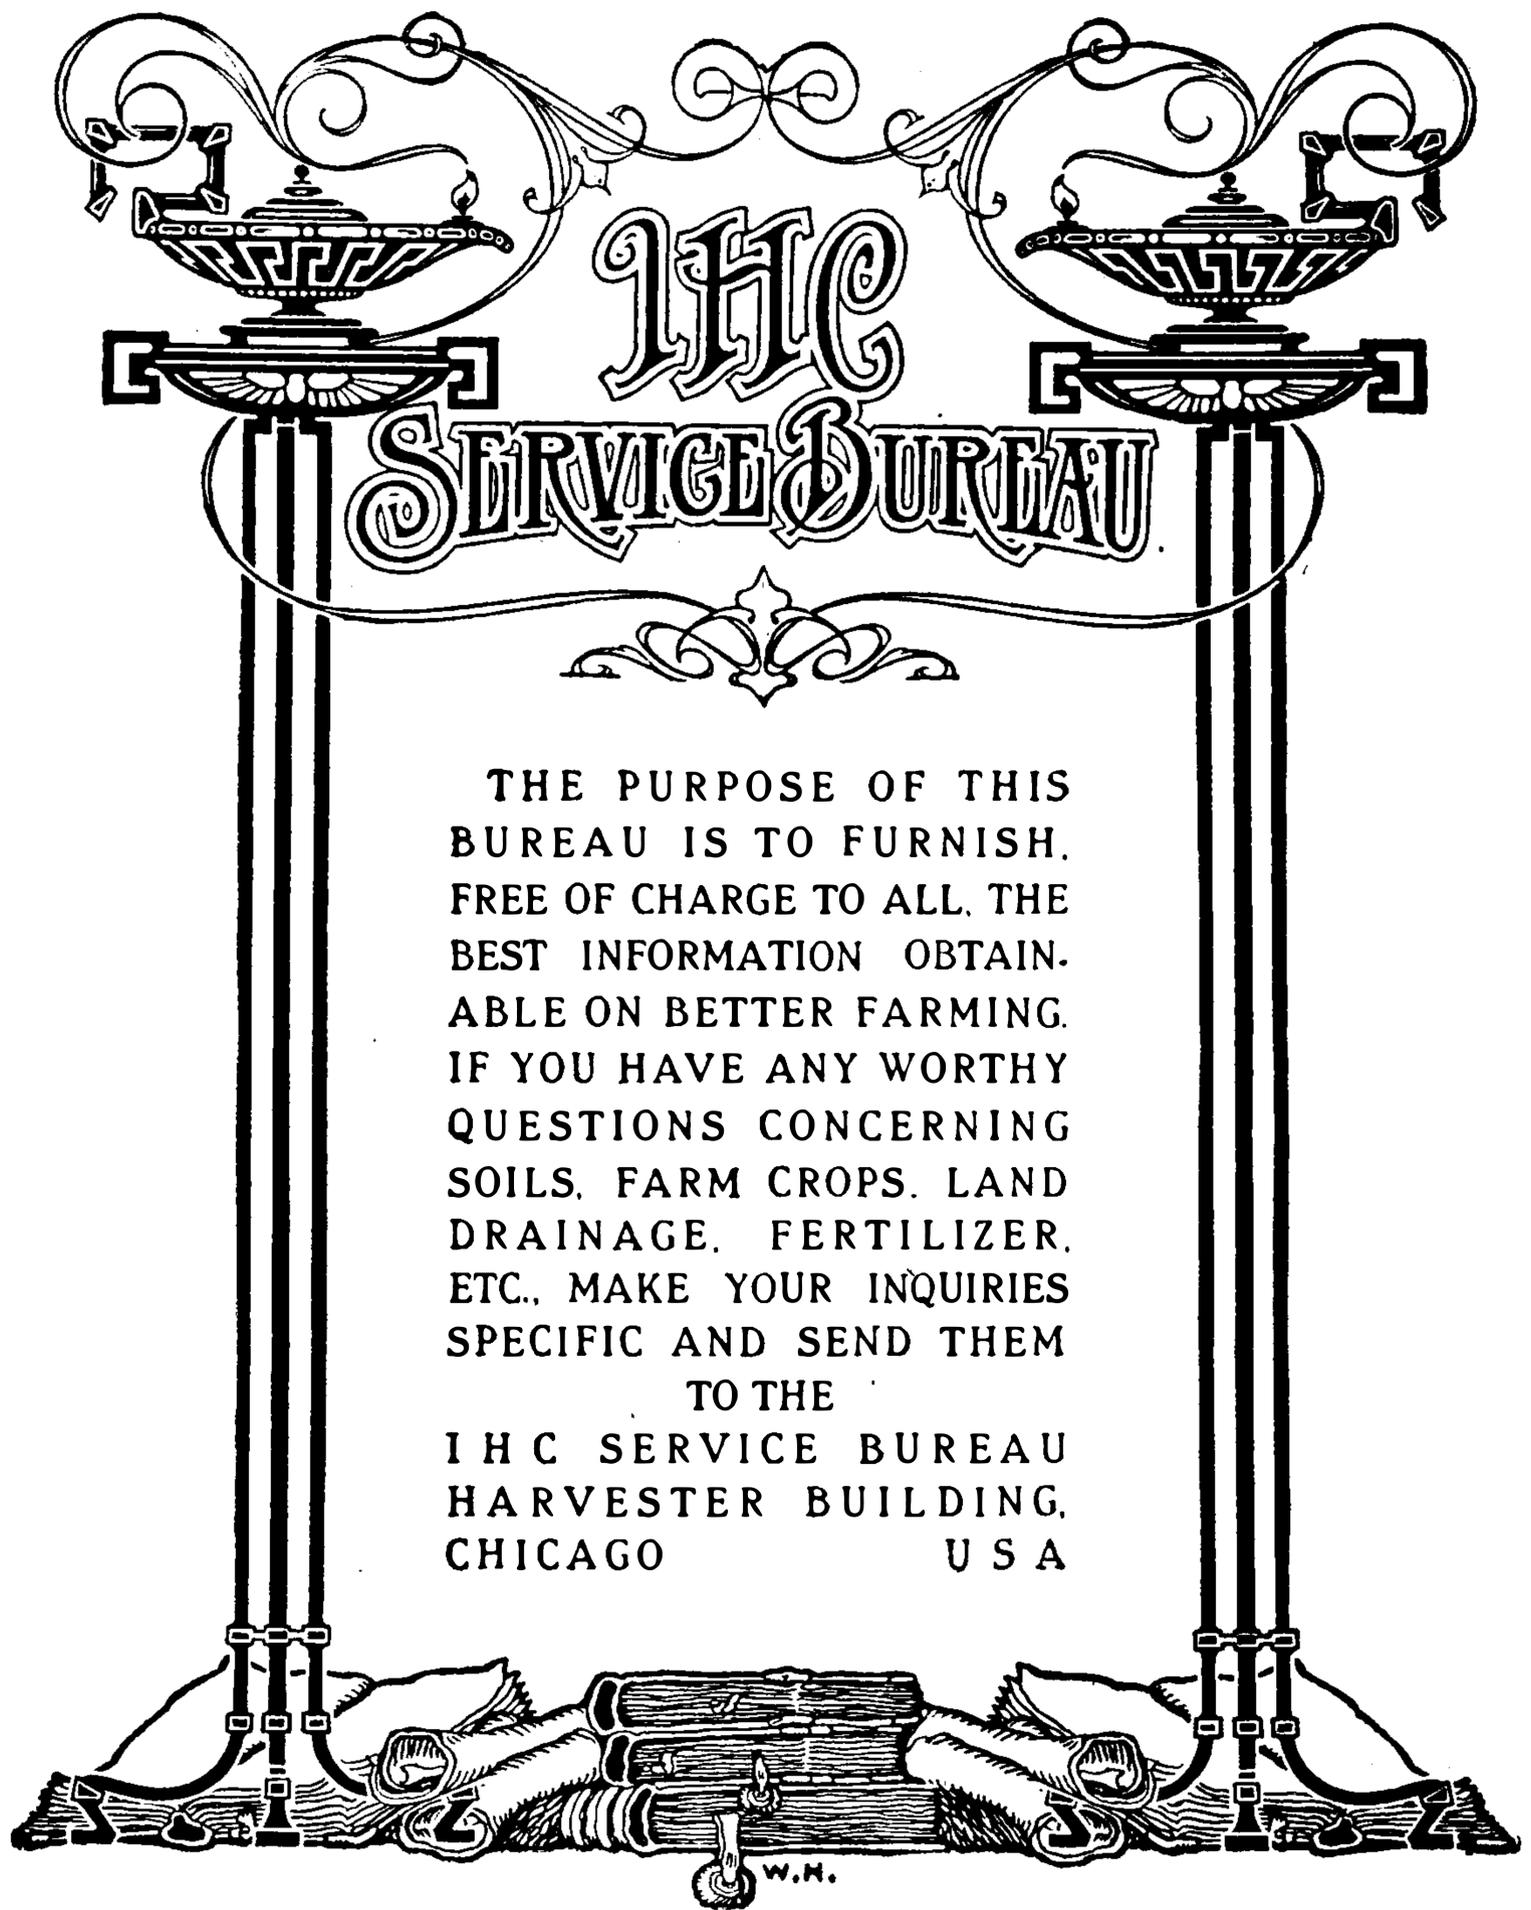 IHC
SERVICE BUREAU
THE PURPOSE OF THIS
BUREAU IS TO FURNISH,
FREE OF CHARGE TO ALL, THE
BEST INFORMATION OBTAIN-
ABLE ON BETTER FARMING.
IF YOU HAVE ANY WORTHY
QUESTIONS CONCERNING
SOILS, FARM CROPS, LAND
DRAINAGE, FERTILIZER,
ETC., MAKE YOUR INQUIRIES
SPECIFIC AND SEND THEM
TO THE
I H C SERVICE BUREAU
HARVESTER BUILDING,
CHICAGO U S A
W.H.